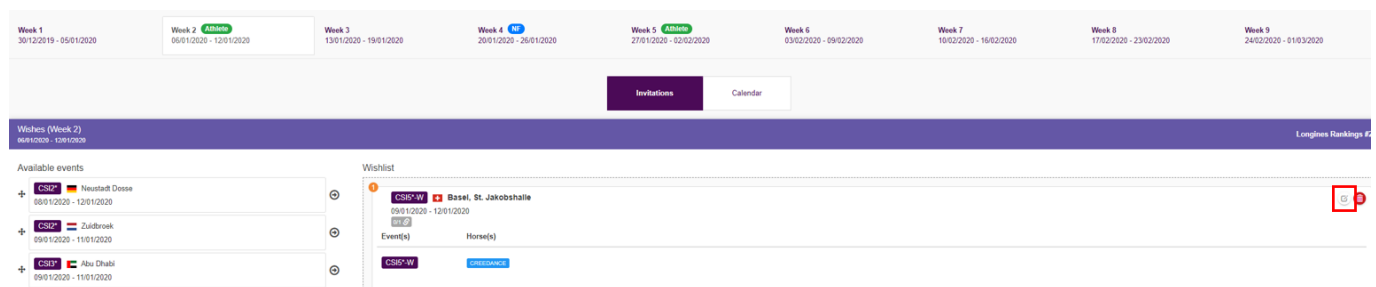 Week 1
30/12/2019 - 05/01/2020
Week 2 Athlete
06/01/2020 - 12/01/2020
Week 3
13/01/2020 - 19/01/2020
Week 4 NF
20/01/2020 - 26/01/2020
Week 5 Athlete
27/01/2020 - 02/02/2020
Week 6
03/02/2020 - 09/02/2020
Week 7
10/02/2020 - 16/02/2020
Week 8
17/02/2020 - 23/02/2020
Week 9
24/02/2020 - 01/03/2020
Invitations
Calendar
Wishes (Week 2)
06/01/2020 - 12/01/2020
Longines Rankings #2
Available events
CSI2* Neustadt Dosse
08/01/2020 - 12/01/2020
CSI2* Zuidbroek
09/01/2020 - 11/01/2020
CSI3* Abu Dhabi
09/01/2020 - 11/01/2020
Wishlist
1
CSI5*-W Basel, St. Jakobshalle
09/01/2020 - 12/01/2020
Event(s) Horse(s)
CSI5*-W CREEDANCE